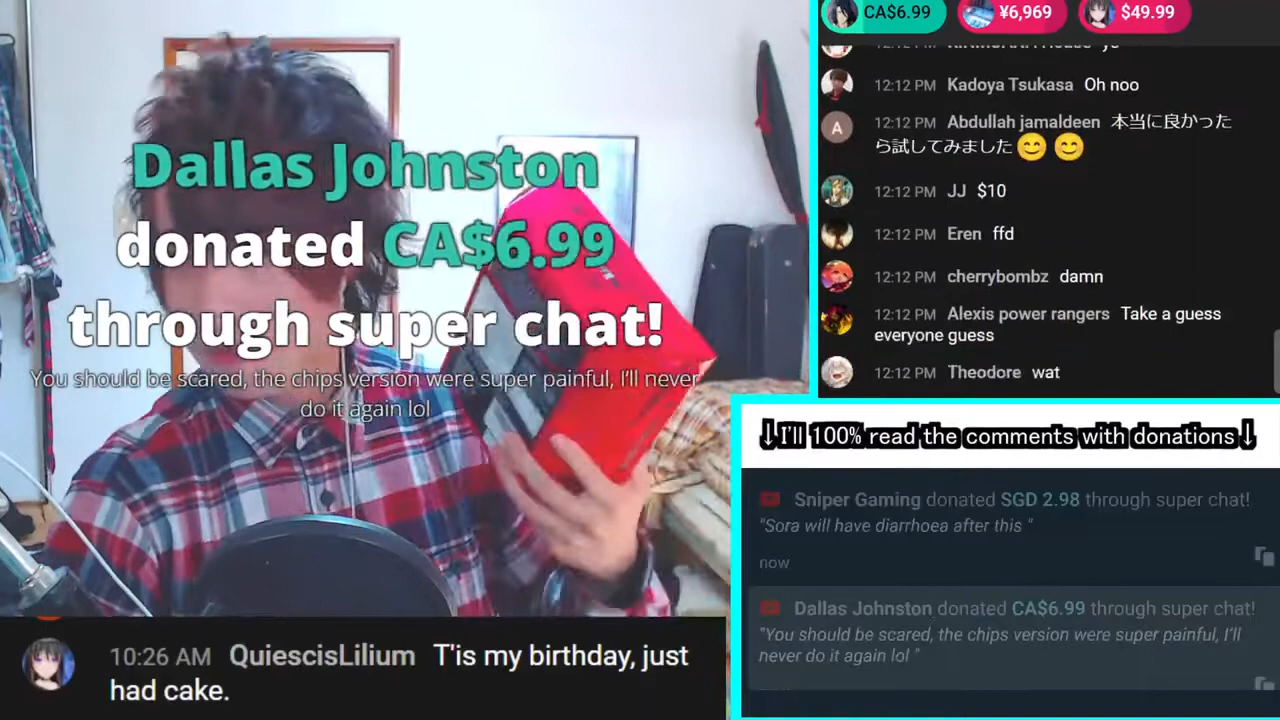 Dallas Johnston
donated CA$6.99
through super chat!
You should be scared, the chips version were super painful, I'll never
do it again lol
10:26 AM QuiescisLilium T'is my birthday, just
had cake.
CA$6.99 ¥6,969 $49.99
12:12 PM Kadoya Tsukasa Oh noo
12:12 PM Abdullah jamaldeen 本当に良かった
ら試してみました😊 😊
12:12 PM JJ $10
12:12 PM Eren ffd
12:12 PM cherrybombz damn
12:12 PM Alexis power rangers Take a guess
everyone guess
12:12 PM Theodore wat
↓I'll 100% read the comments with donations↓
Sniper Gaming donated SGD 2.98 through super chat!
"Sora will have diarrhoea after this "
now
Dallas Johnston donated CA$6.99 through super chat!
"You should be scared, the chips version were super painful, I'll
never do it again lol "